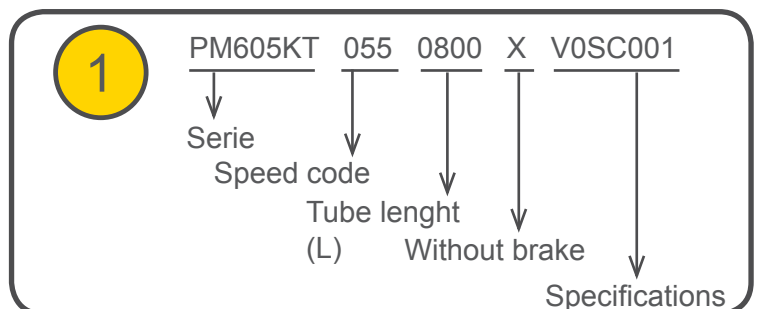 1
PM605KT 055 0800 X V0SC001
Serie
Speed code
Tube lenght
(L)
Without brake
Specifications